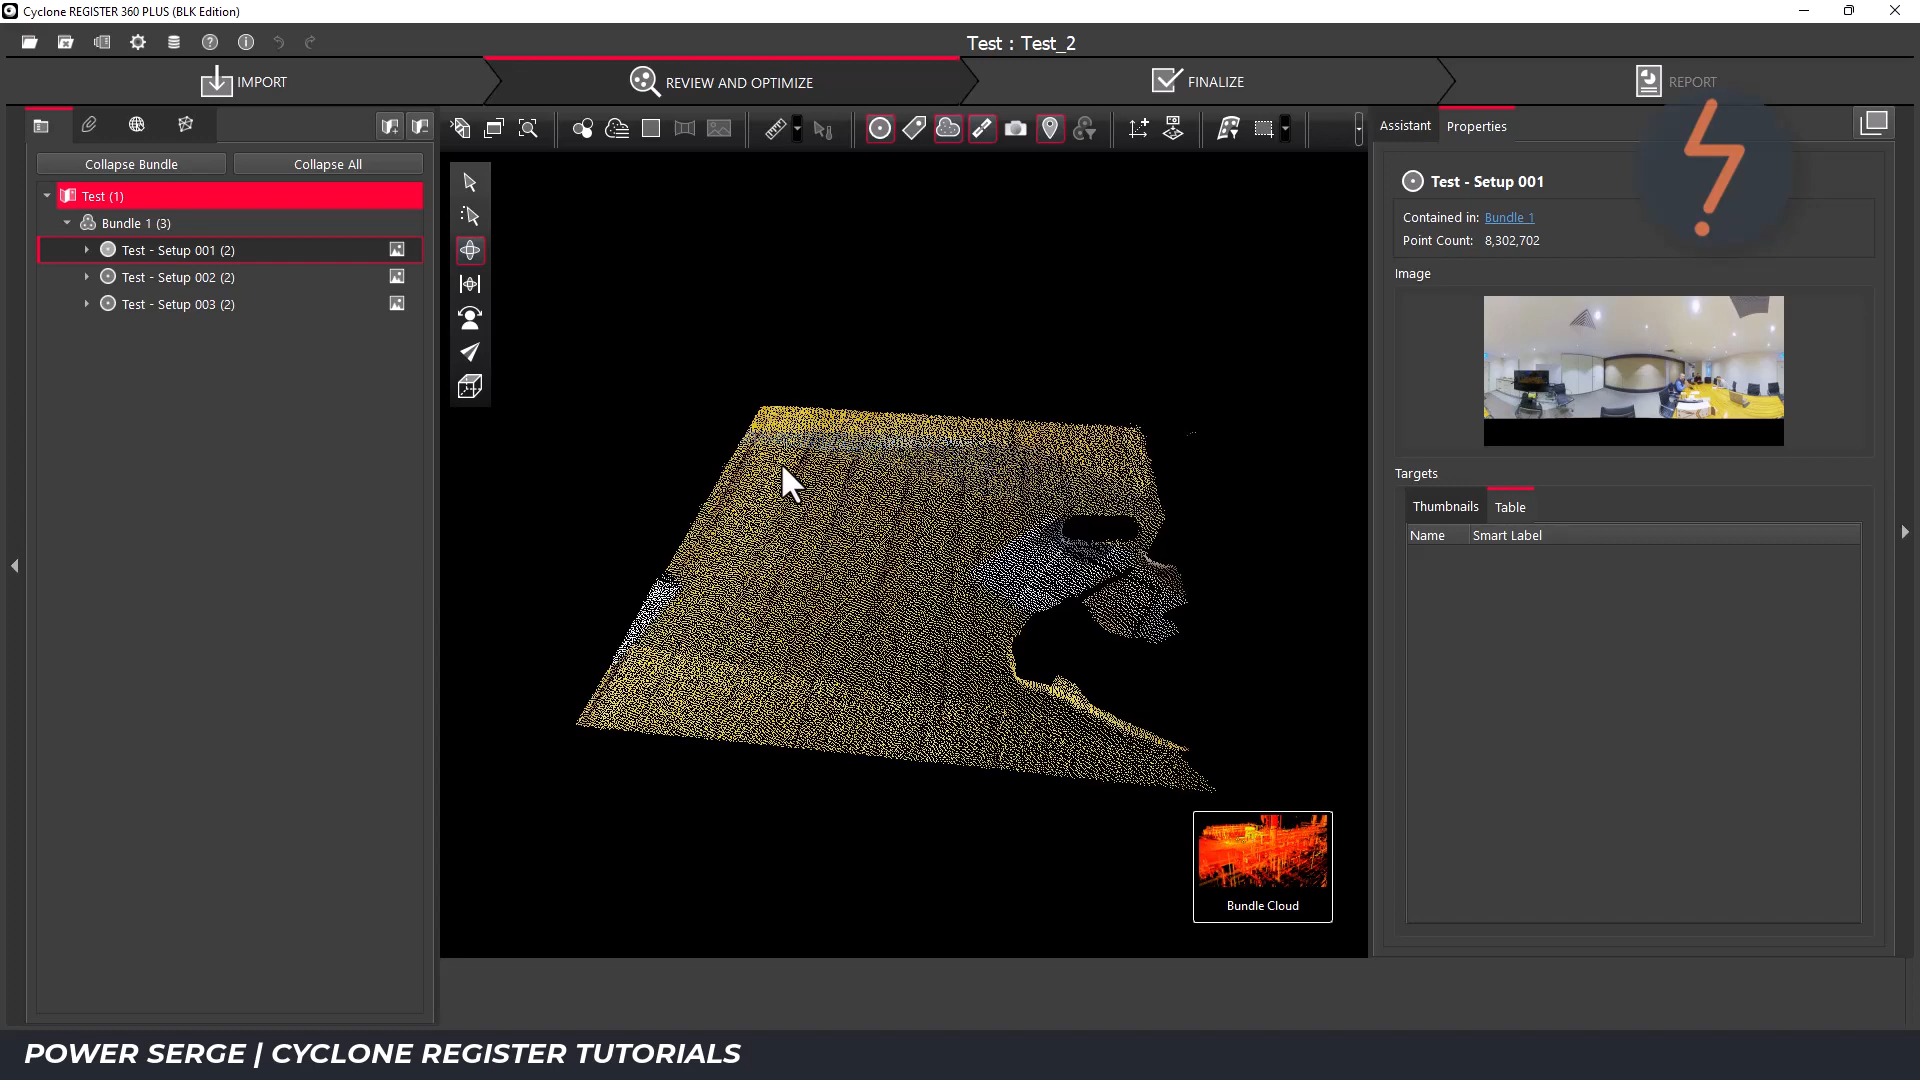 Cyclone REGISTER 360 PLUS (BLK Edition)
Test : Test_2
IMPORT
REVIEW AND OPTIMIZE
FINALIZE
REPORT
Assistant
Properties
Collapse Bundle
Collapse All
Test (1)
Bundle 1 (3)
Test - Setup 001 (2)
Test - Setup 002 (2)
Test - Setup 003 (2)
Test - Setup 001
Contained in: Bundle 1
Point Count: 8,302,702
Image
Targets
Thumbnails
Table
Name
Smart Label
Bundle Cloud
POWER SERGE | CYCLONE REGISTER TUTORIALS